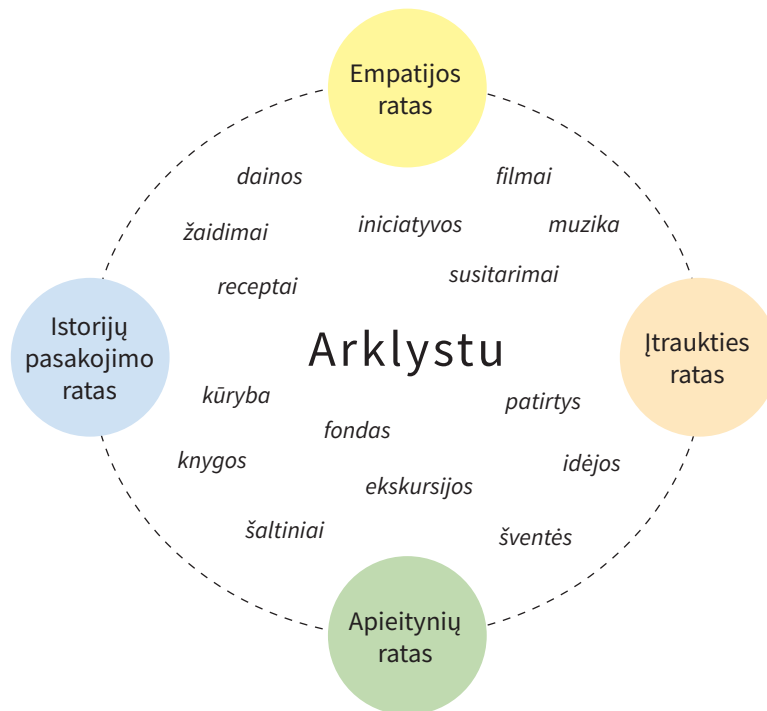 Empatijos
ratas
dainos
filmai
žaidimai
iniciatyvos
muzika
receptai
susitarimai
Istorijų
pasakojimo
ratas
Arklystu
Įtraukties
ratas
kūryba
patirtys
fondas
knygos
idėjos
ekskursijos
šaltiniai
šventės
Apieitynių
ratas